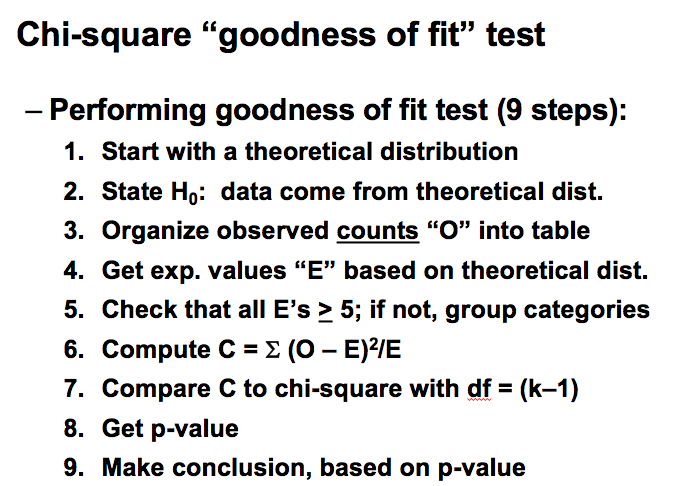 Chi-square “goodness of fit” test
– Performing goodness of fit test (9 steps):
1. Start with a theoretical distribution
2. State H₀: data come from theoretical dist.
3. Organize observed counts “O” into table
4. Get exp. values “E” based on theoretical dist.
5. Check that all E’s ≥ 5; if not, group categories
6. Compute C = Σ (O – E)²/E
7. Compare C to chi-square with df = (k–1)
8. Get p-value
9. Make conclusion, based on p-value